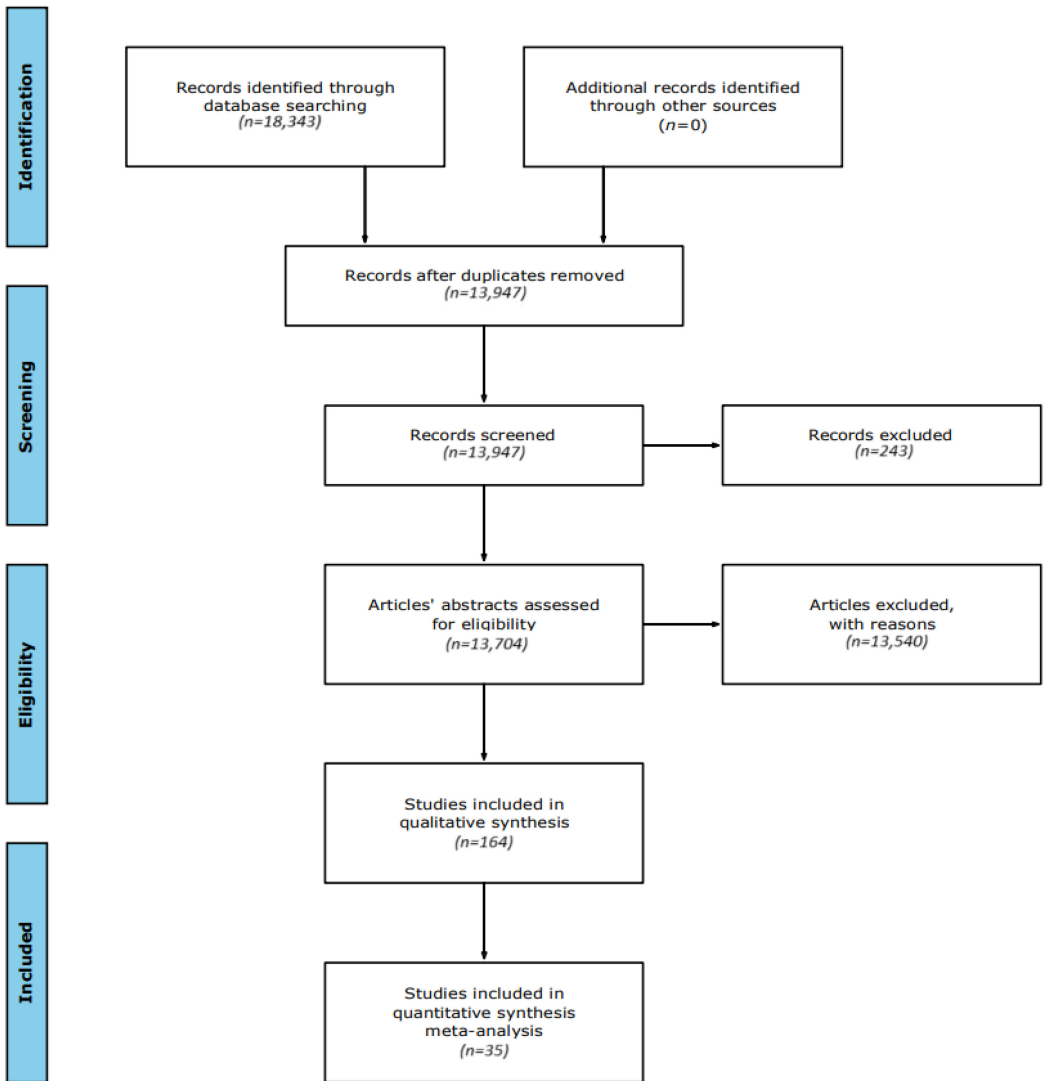 Identification
Records identified through
database searching
(n=18,343)
Additional records identified
through other sources
(n=0)
Records after duplicates removed
(n=13,947)
Screening
Records screened
(n=13,947)
Records excluded
(n=243)
Eligibility
Articles' abstracts assessed
for eligibility
(n=13,704)
Articles excluded,
with reasons
(n=13,540)
Studies included in
qualitative synthesis
(n=164)
Included
Studies included in
quantitative synthesis
meta-analysis
(n=35)